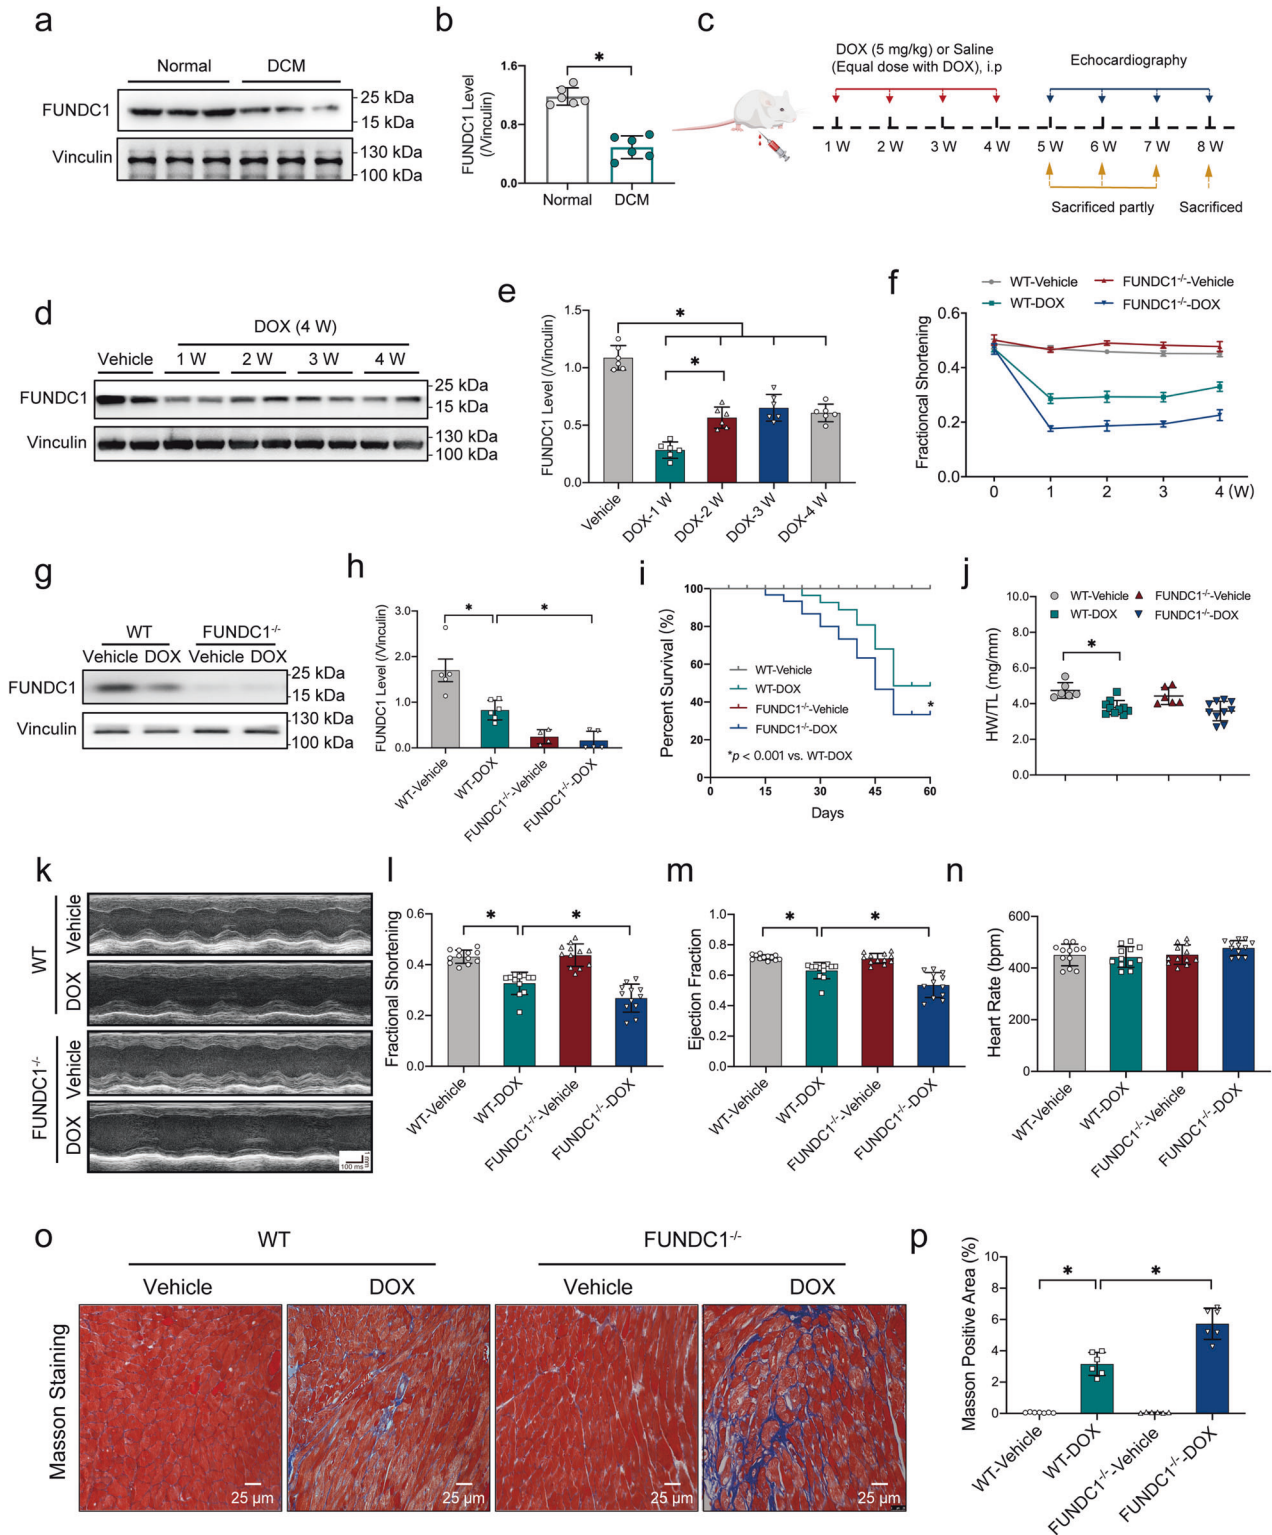 a
Normal DCM
FUNDC1
25 kDa
15 kDa
Vinculin
130 kDa
100 kDa
b
FUNDC1 Level
(/Vinculin)
1.6
0.8
0.0
*
Normal DCM
c
DOX (5 mg/kg) or Saline
(Equal dose with DOX), i.p
Echocardiography
1 W 2 W 3 W 4 W 5 W 6 W 7 W 8 W
Sacrificed partly Sacrificed
d
DOX (4 W)
Vehicle 1 W 2 W 3 W 4 W
FUNDC1
25 kDa
15 kDa
Vinculin
130 kDa
100 kDa
e
FUNDC1 Level (/Vinculin)
1.5
1.0
0.5
0.0
*
*
Vehicle DOX-1 W DOX-2 W DOX-3 W DOX-4 W
f
WT-Vehicle FUNDC1-/--Vehicle
WT-DOX FUNDC1-/--DOX
Fractioncal Shortening
0.6
0.4
0.2
0.0
0 1 2 3 4 (W)
g
WT FUNDC1-/-
Vehicle DOX Vehicle DOX
FUNDC1
25 kDa
15 kDa
Vinculin
130 kDa
100 kDa
h
FUNDC1 Level (/Vinculin)
3.0
2.0
1.0
0.0
* *
WT-Vehicle WT-DOX FUNDC1-/--Vehicle FUNDC1-/--DOX
i
Percent Survival (%)
100
80
60
40
20
0
WT-Vehicle
WT-DOX
FUNDC1-/--Vehicle
FUNDC1-/--DOX
*
*p < 0.001 vs. WT-DOX
0 15 30 45 60
Days
j
HW/TL (mg/mm)
10.0
8.0
6.0
4.0
2.0
0.0
WT-Vehicle FUNDC1-/--Vehicle
WT-DOX FUNDC1-/--DOX
*
k
WT
Vehicle
DOX
FUNDC1-/-
Vehicle
DOX
1 mm
100 ms
l
Fractional Shortening
0.6
0.4
0.2
0.0
* *
WT-Vehicle WT-DOX FUNDC1-/--Vehicle FUNDC1-/--DOX
m
Ejection Fraction
1.0
0.8
0.6
0.4
0.2
0.0
* *
WT-Vehicle WT-DOX FUNDC1-/--Vehicle FUNDC1-/--DOX
n
Heart Rate (bpm)
600
400
200
0
WT-Vehicle WT-DOX FUNDC1-/--Vehicle FUNDC1-/--DOX
o
WT FUNDC1-/-
Vehicle DOX Vehicle DOX
Masson Staining
25 μm 25 μm 25 μm 25 μm
p
Masson Positive Area (%)
10
8
6
4
2
0
* *
WT-Vehicle WT-DOX FUNDC1-/--Vehicle FUNDC1-/--DOX